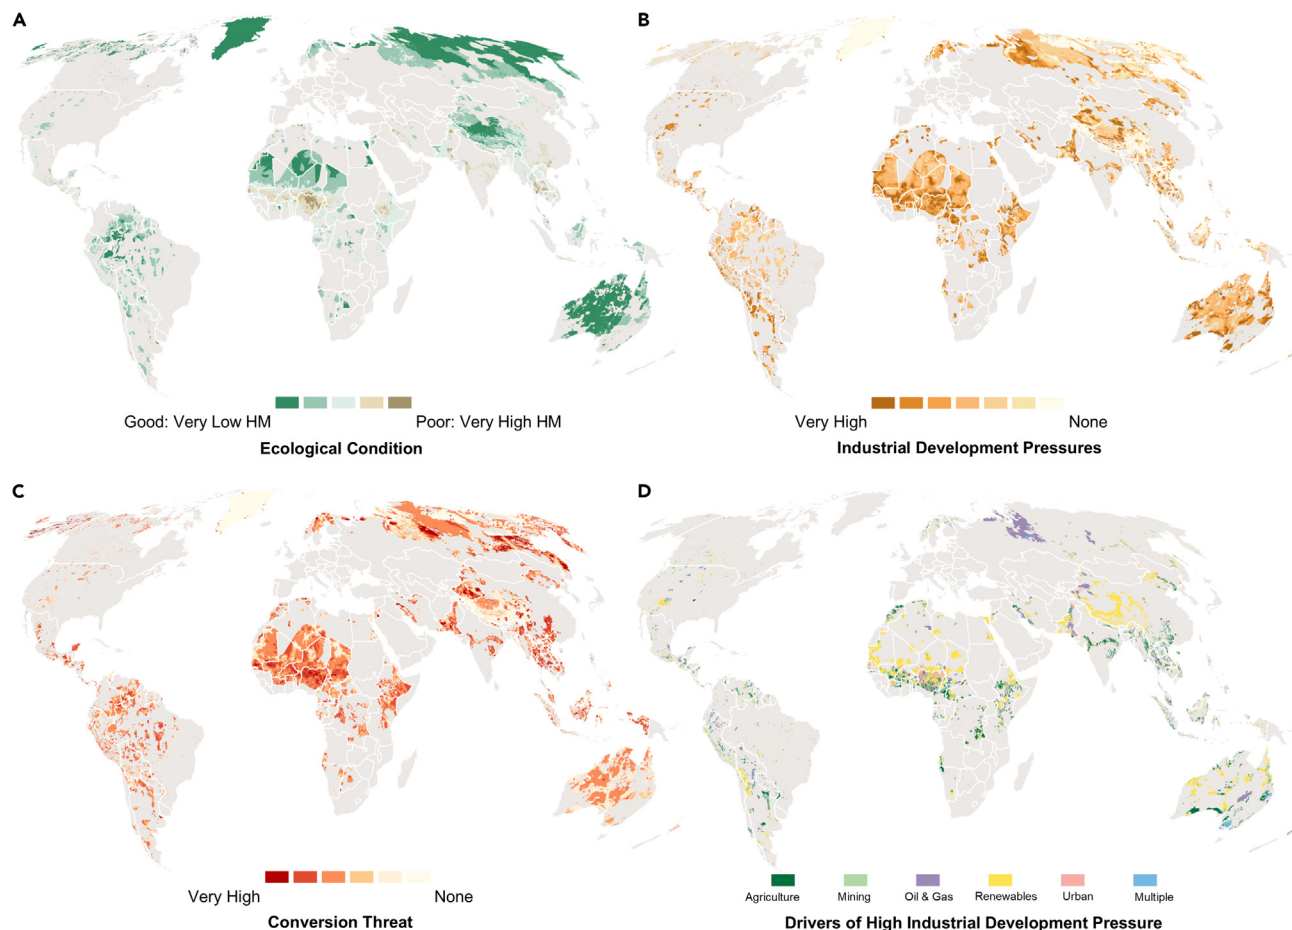 A
B
Good: Very Low HM
Poor: Very High HM
Ecological Condition
Very High
None
Industrial Development Pressures
C
D
Very High
None
Conversion Threat
Agriculture
Mining
Oil & Gas
Renewables
Urban
Multiple
Drivers of High Industrial Development Pressure